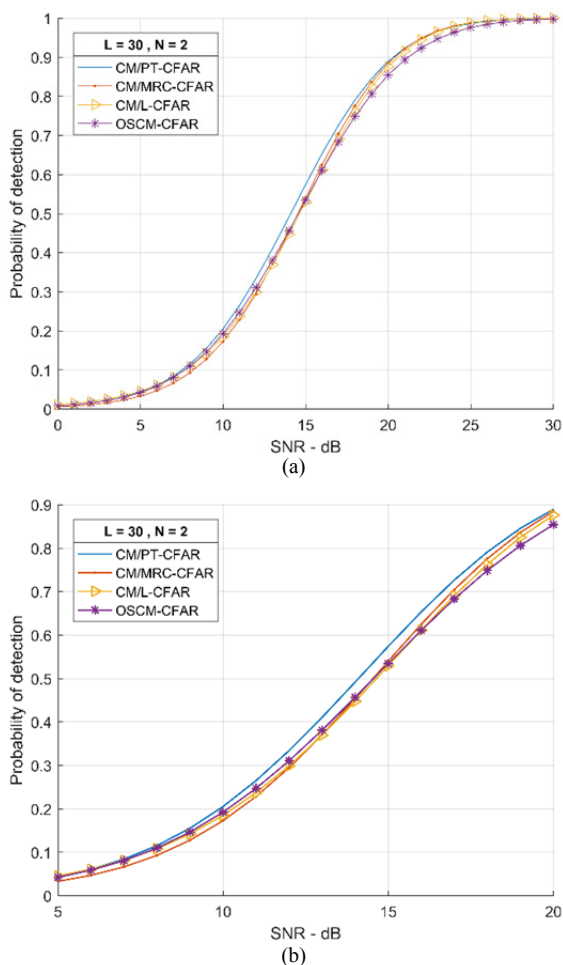 1
0.9
0.8
0.7
0.6
0.5
0.4
0.3
0.2
0.1
0
Probability of detection
L = 30 , N = 2
CM/PT-CFAR
CM/MRC-CFAR
CM/L-CFAR
OSCM-CFAR
0 5 10 15 20 25 30
SNR - dB
(a)
0.9
0.8
0.7
0.6
0.5
0.4
0.3
0.2
0.1
0
Probability of detection
L = 30 , N = 2
CM/PT-CFAR
CM/MRC-CFAR
CM/L-CFAR
OSCM-CFAR
5 10 15 20
SNR - dB
(b)